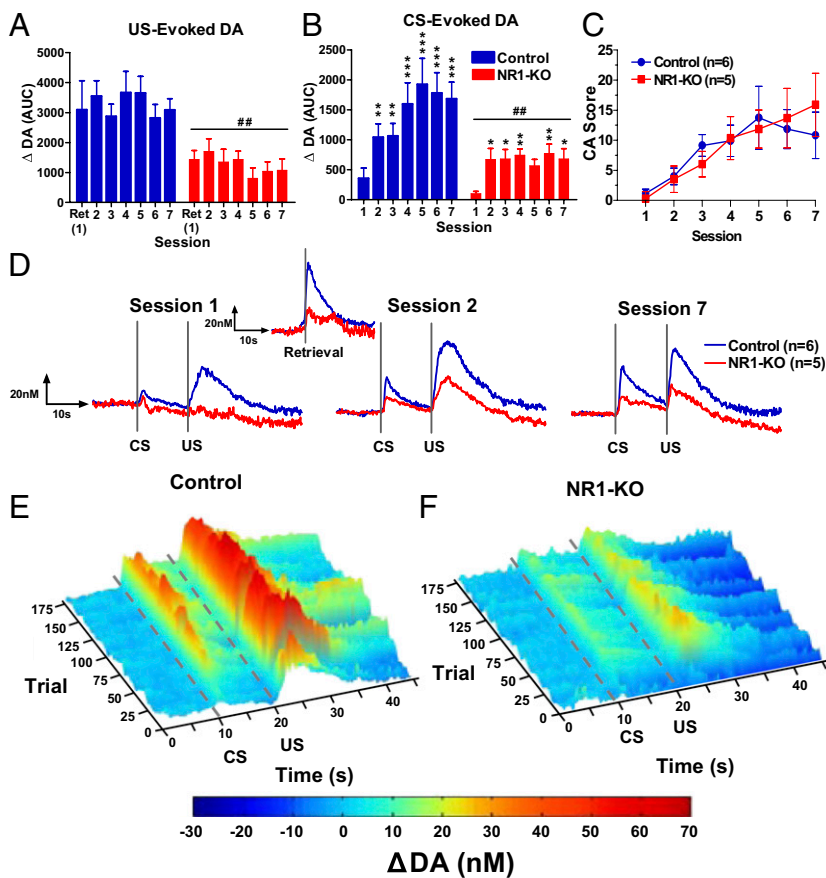 A
US-Evoked DA
Δ DA (AUC)
5000
4000
3000
2000
1000
0
##
Ret (1) 2 3 4 5 6 7 Ret (1) 2 3 4 5 6 7
Session
B
CS-Evoked DA
Δ DA (AUC)
2500
2000
1500
1000
500
0
Control
NR1-KO
** ** *** *** *** ***
##
* * ** ** *
1 2 3 4 5 6 7 1 2 3 4 5 6 7
Session
C
CA Score
25
20
15
10
5
0
Control (n=6)
NR1-KO (n=5)
1 2 3 4 5 6 7
Session
D
Session 1
20nM
10s
CS
US
20nM
10s
Retrieval
Session 2
CS
US
Session 7
CS
US
Control (n=6)
NR1-KO (n=5)
E
Control
175
150
125
100
75
50
25
0
Trial
0 10 20 30 40
CS
US
Time (s)
F
NR1-KO
175
150
125
100
75
50
25
0
Trial
0 10 20 30 40
CS
US
Time (s)
-30 -20 -10 0 10 20 30 40 50 60 70
ΔDA (nM)